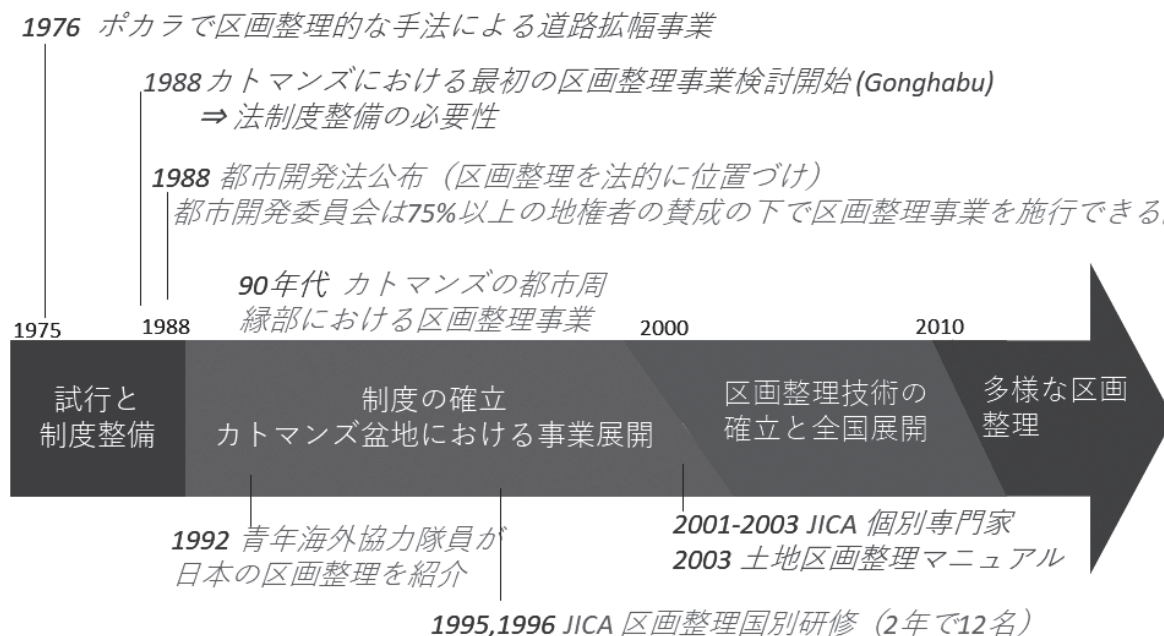 1976 ポカラで区画整理的な手法による道路拡幅事業
1988 カトマンズにおける最初の区画整理事業検討開始 (Gonghabu)
⇒ 法制度整備の必要性
1988 都市開発法公布（区画整理を法的に位置づけ）
都市開発委員会は75%以上の地権者の賛成の下で区画整理事業を施行できる
90年代 カトマンズの都市周
縁部における区画整理事業
1975
1988
2000
2010
試行と
制度整備
制度の確立
カトマンズ盆地における事業展開
区画整理技術の
確立と全国展開
多様な区画
整理
1992 青年海外協力隊員が
日本の区画整理を紹介
2001-2003 JICA 個別専門家
2003 土地区画整理マニュアル
1995,1996 JICA 区画整理国別研修（2年で12名）